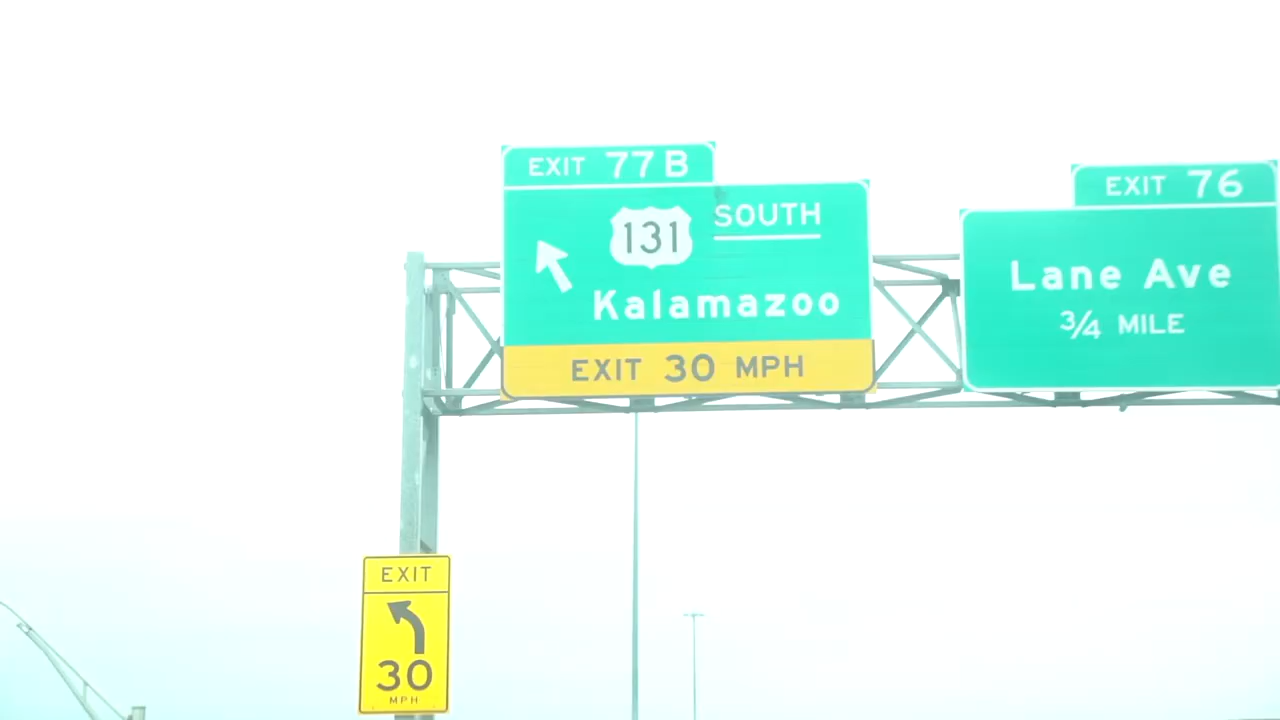 EXIT 77 B
131 SOUTH
Kalamazoo
EXIT 30 MPH
EXIT 76
Lane Ave
3/4 MILE
EXIT
30
MPH